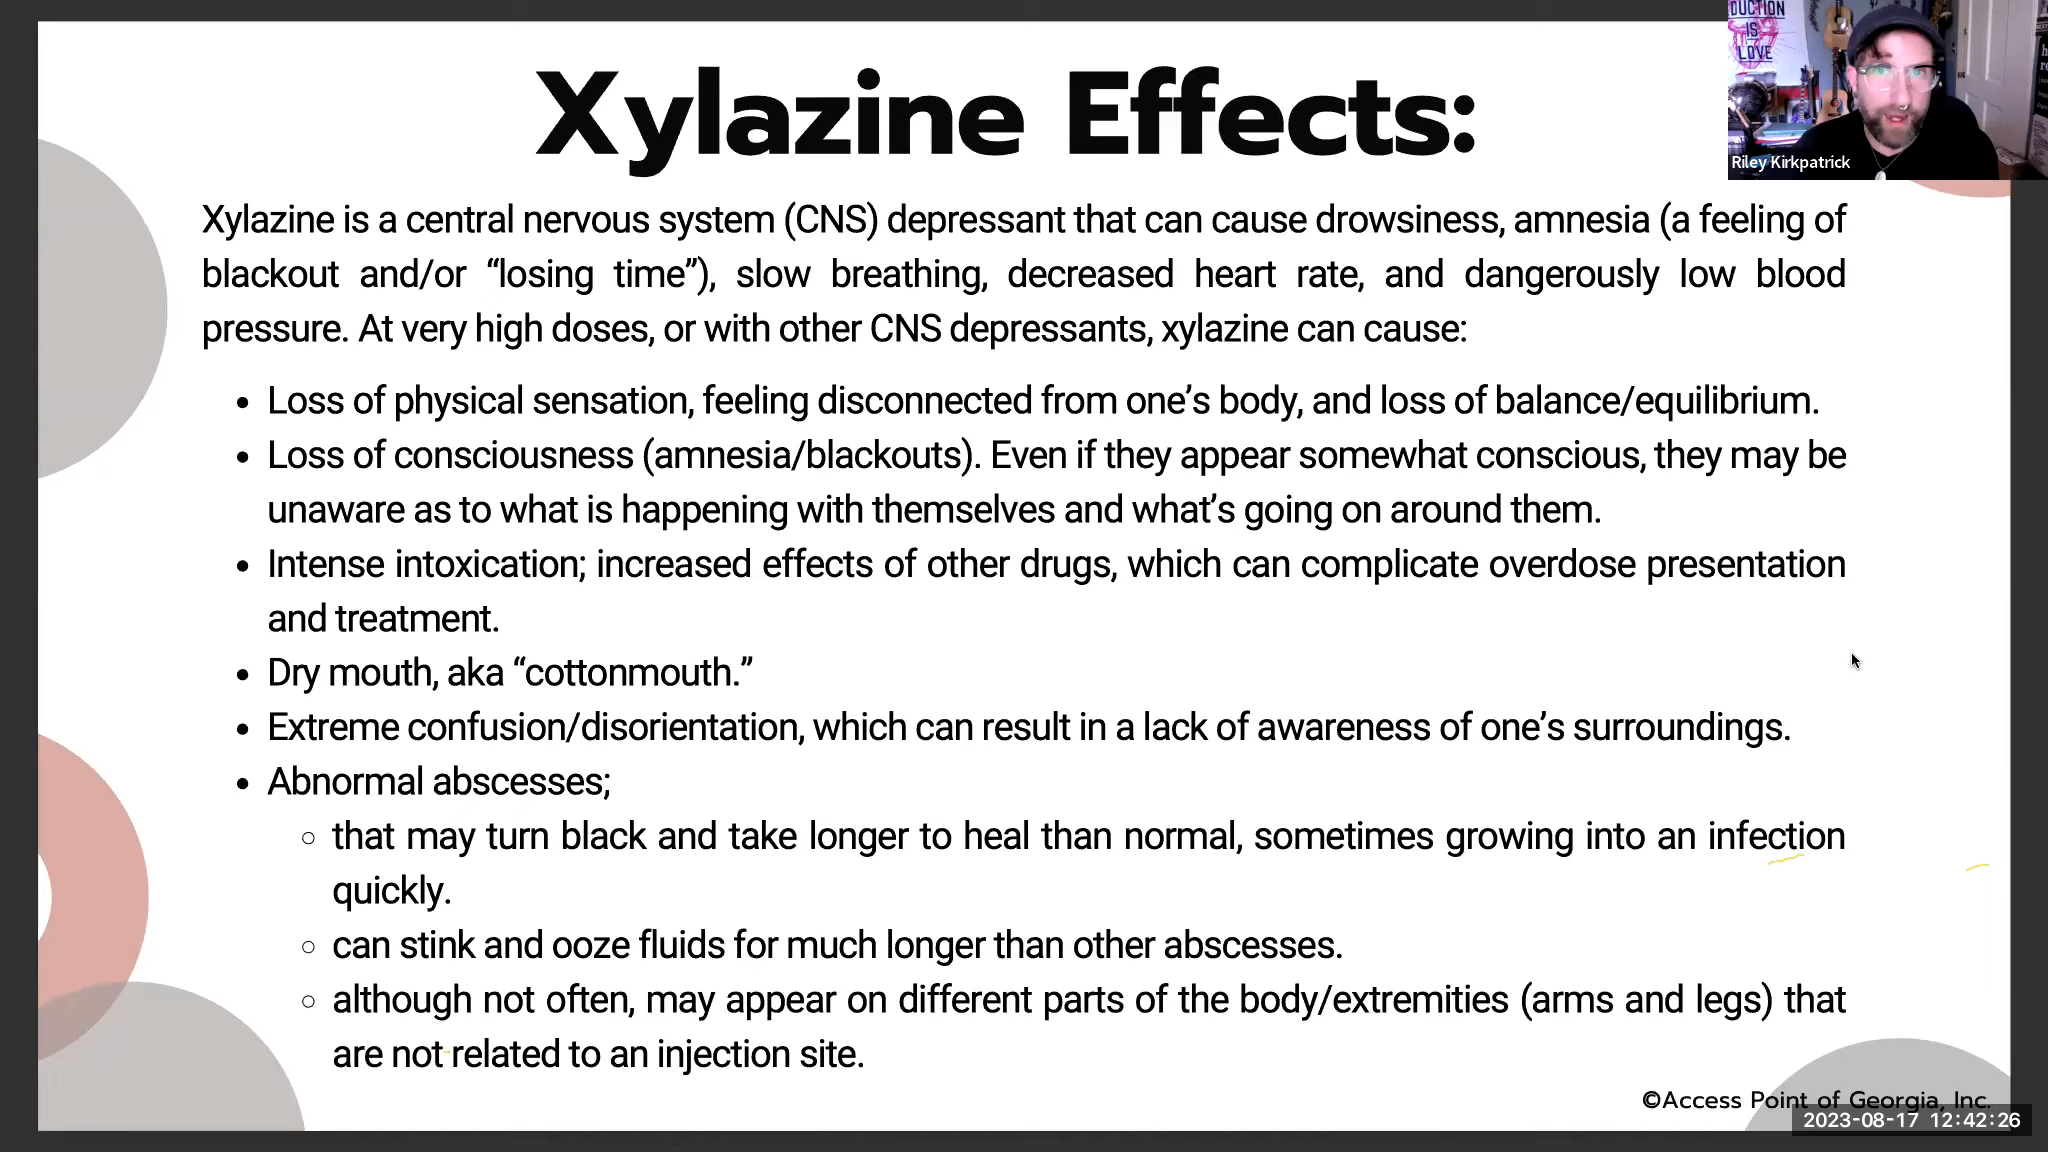 DUCTION
IS
LOVE
Riley Kirkpatrick
Xylazine Effects:
Xylazine is a central nervous system (CNS) depressant that can cause drowsiness, amnesia (a feeling of
blackout and/or “losing time”), slow breathing, decreased heart rate, and dangerously low blood
pressure. At very high doses, or with other CNS depressants, xylazine can cause:
• Loss of physical sensation, feeling disconnected from one’s body, and loss of balance/equilibrium.
• Loss of consciousness (amnesia/blackouts). Even if they appear somewhat conscious, they may be
unaware as to what is happening with themselves and what’s going on around them.
• Intense intoxication; increased effects of other drugs, which can complicate overdose presentation
and treatment.
• Dry mouth, aka “cottonmouth.”
• Extreme confusion/disorientation, which can result in a lack of awareness of one’s surroundings.
• Abnormal abscesses;
○ that may turn black and take longer to heal than normal, sometimes growing into an infection
quickly.
○ can stink and ooze fluids for much longer than other abscesses.
○ although not often, may appear on different parts of the body/extremities (arms and legs) that
are not related to an injection site.
©Access Point of Georgia, Inc.
2023-08-17 12:42:26